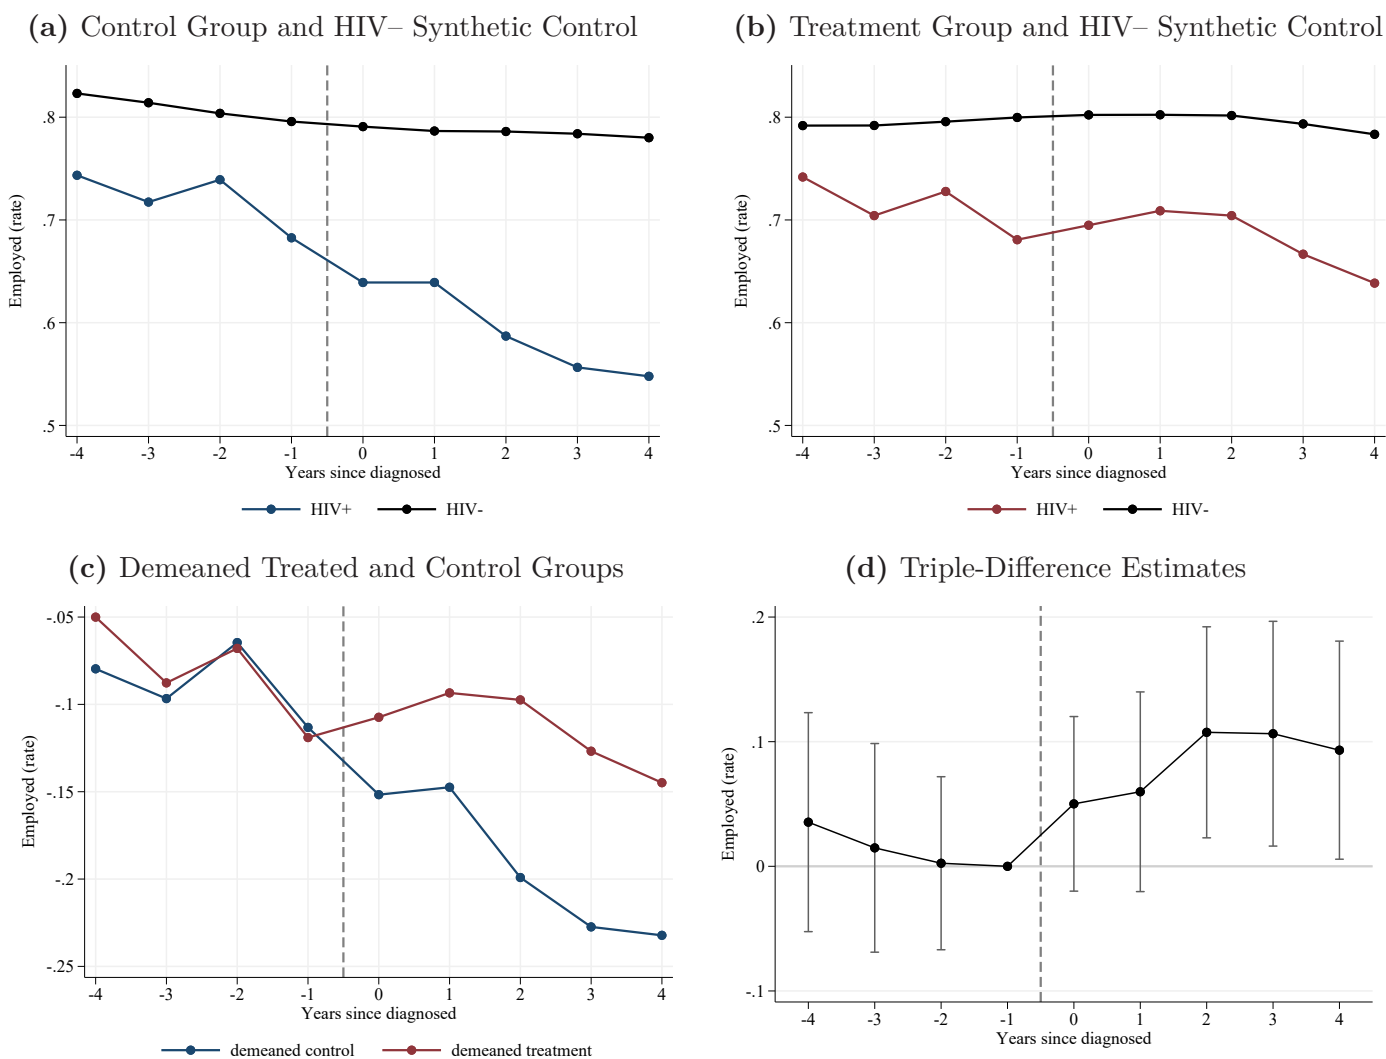 (a) Control Group and HIV– Synthetic Control
Employed (rate)
.8
.7
.6
.5
-4 -3 -2 -1 0 1 2 3 4
Years since diagnosed
HIV+ HIV-
(b) Treatment Group and HIV– Synthetic Control
Employed (rate)
.8
.7
.6
.5
-4 -3 -2 -1 0 1 2 3 4
Years since diagnosed
HIV+ HIV-
(c) Demeaned Treated and Control Groups
Employed (rate)
-.05
-.1
-.15
-.2
-.25
-4 -3 -2 -1 0 1 2 3 4
Years since diagnosed
demeaned control demeaned treatment
(d) Triple-Difference Estimates
Employed (rate)
.2
.1
0
-.1
-4 -3 -2 -1 0 1 2 3 4
Years since diagnosed